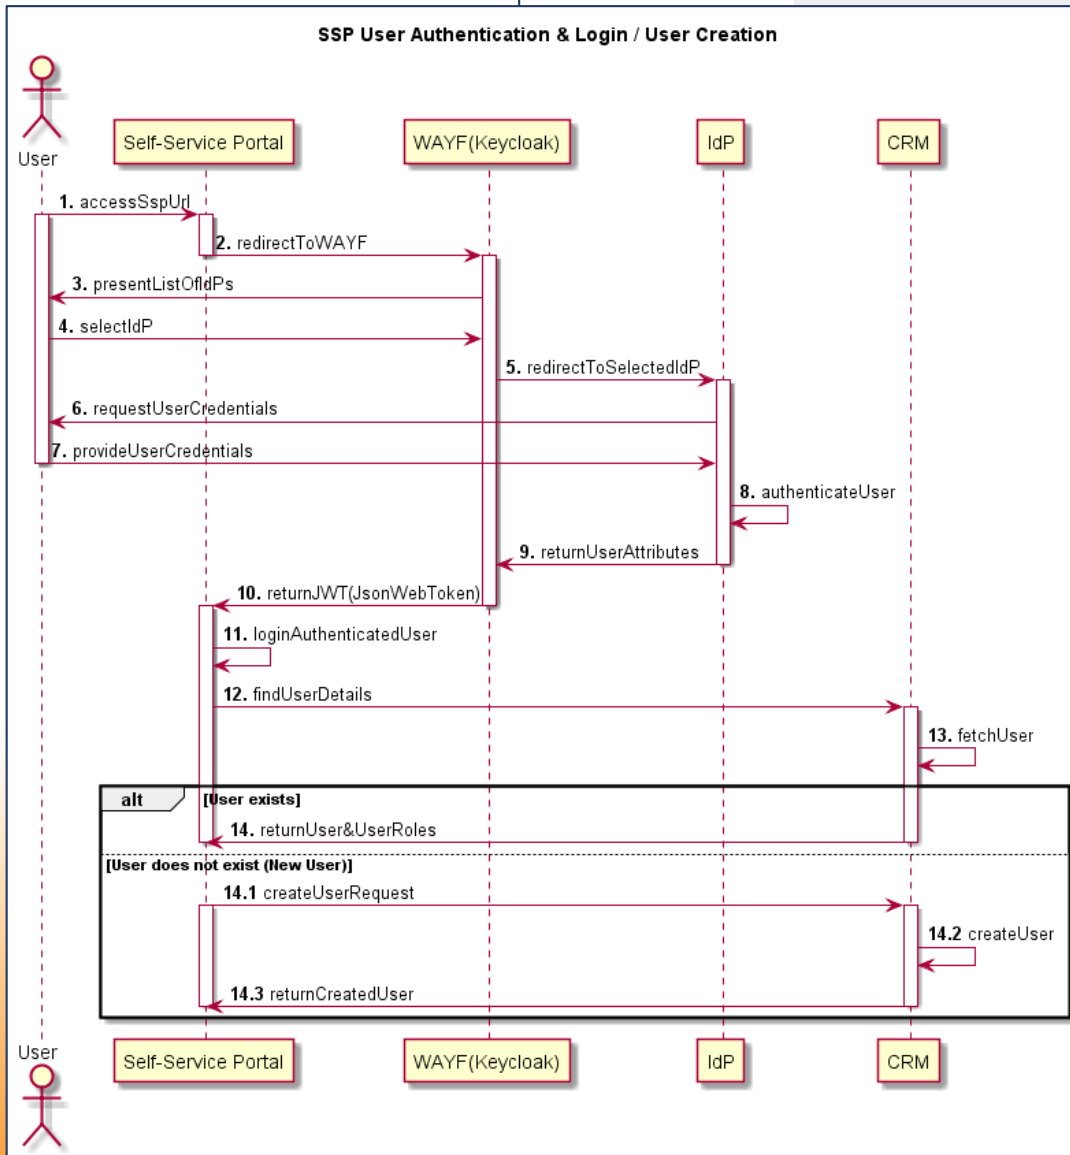 SSP User Authentication & Login / User Creation
User
Self-Service Portal
WAYF(Keycloak)
IdP
CRM
1. accessSspUrl
2. redirectToWAYF
3. presentListOfIdPs
4. selectIdP
5. redirectToSelectedIdP
6. requestUserCredentials
7. provideUserCredentials
8. authenticateUser
9. returnUserAttributes
10. returnJWT(JsonWebToken)
11. loginAuthenticatedUser
12. findUserDetails
13. fetchUser
alt [User exists]
14. returnUser&UserRoles
[User does not exist (New User)]
14.1 createUserRequest
14.2 createUser
14.3 returnCreatedUser
User
Self-Service Portal
WAYF(Keycloak)
IdP
CRM